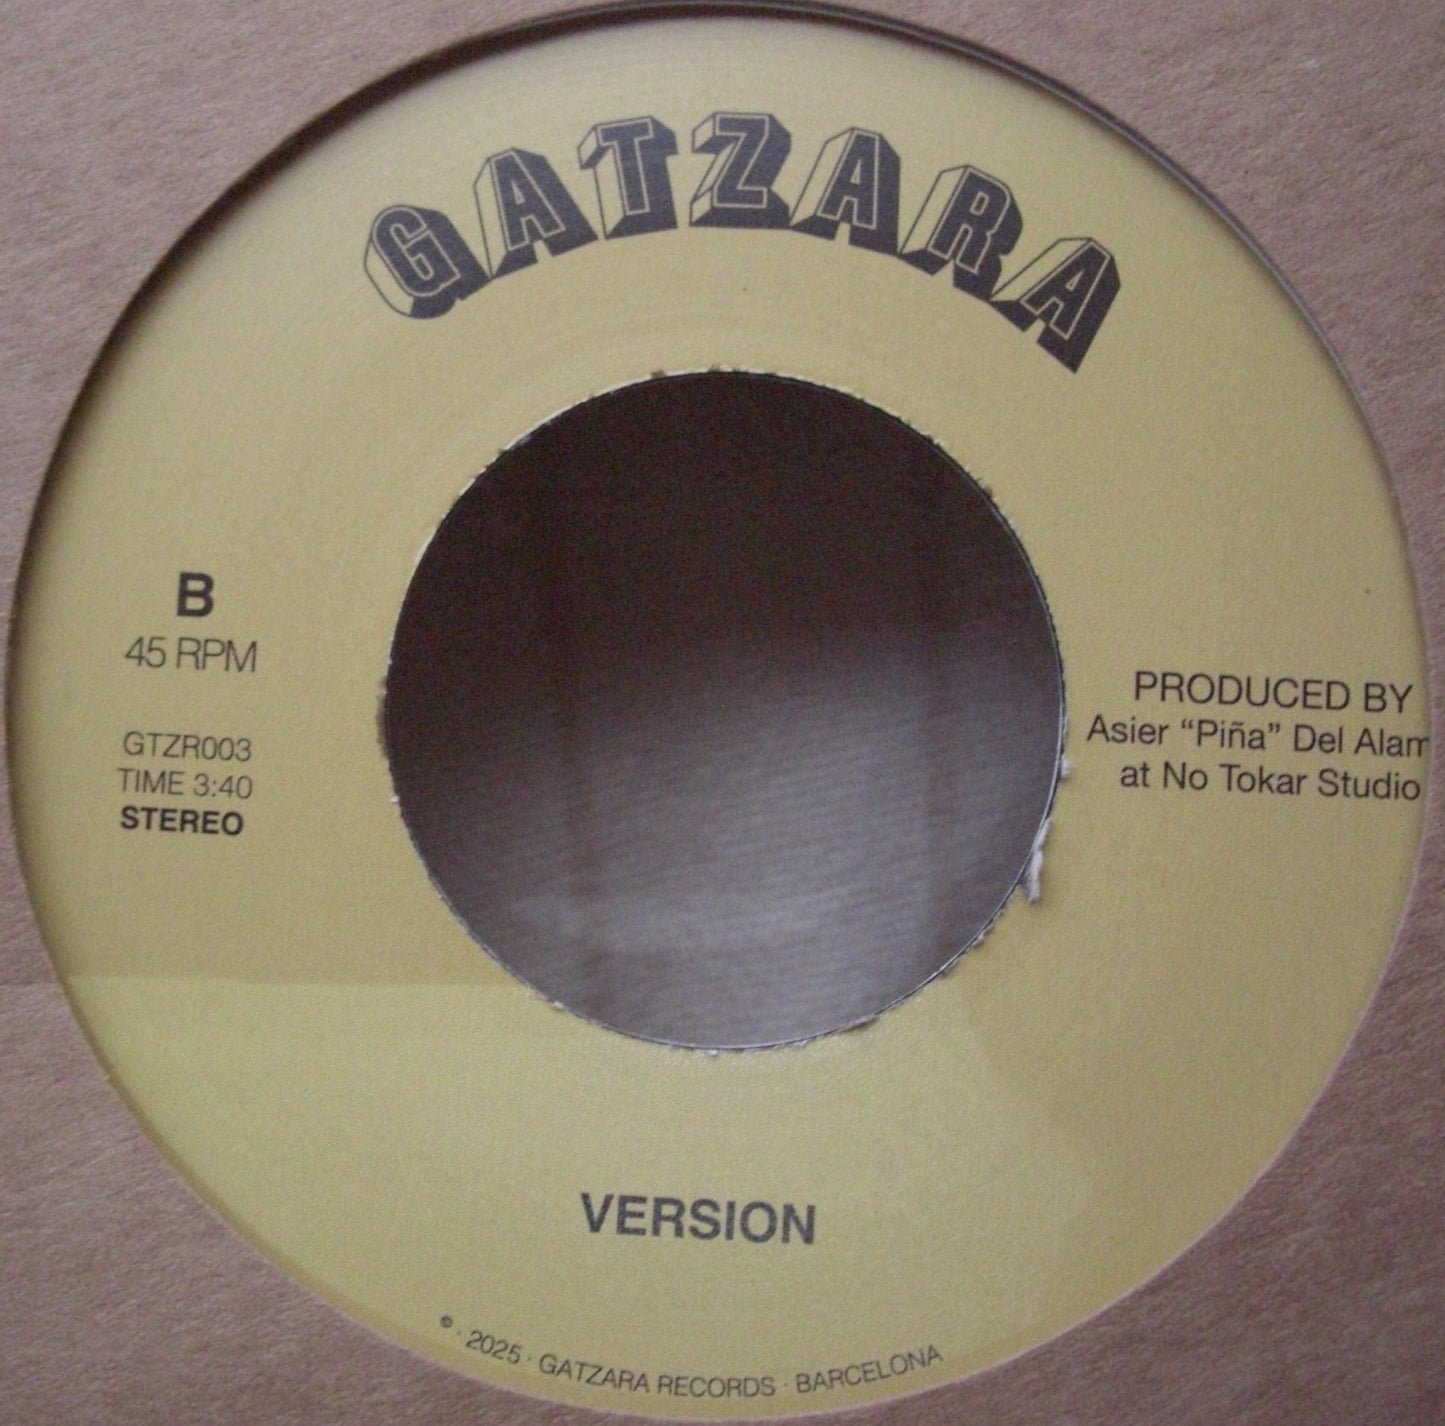 GATZARA
B
45 RPM
GTZR003
TIME 3:40
STEREO
PRODUCED BY
Asier “Piña” Del Alam
at No Tokar Studio
VERSION
© · 2025 · GATZARA RECORDS · BARCELONA